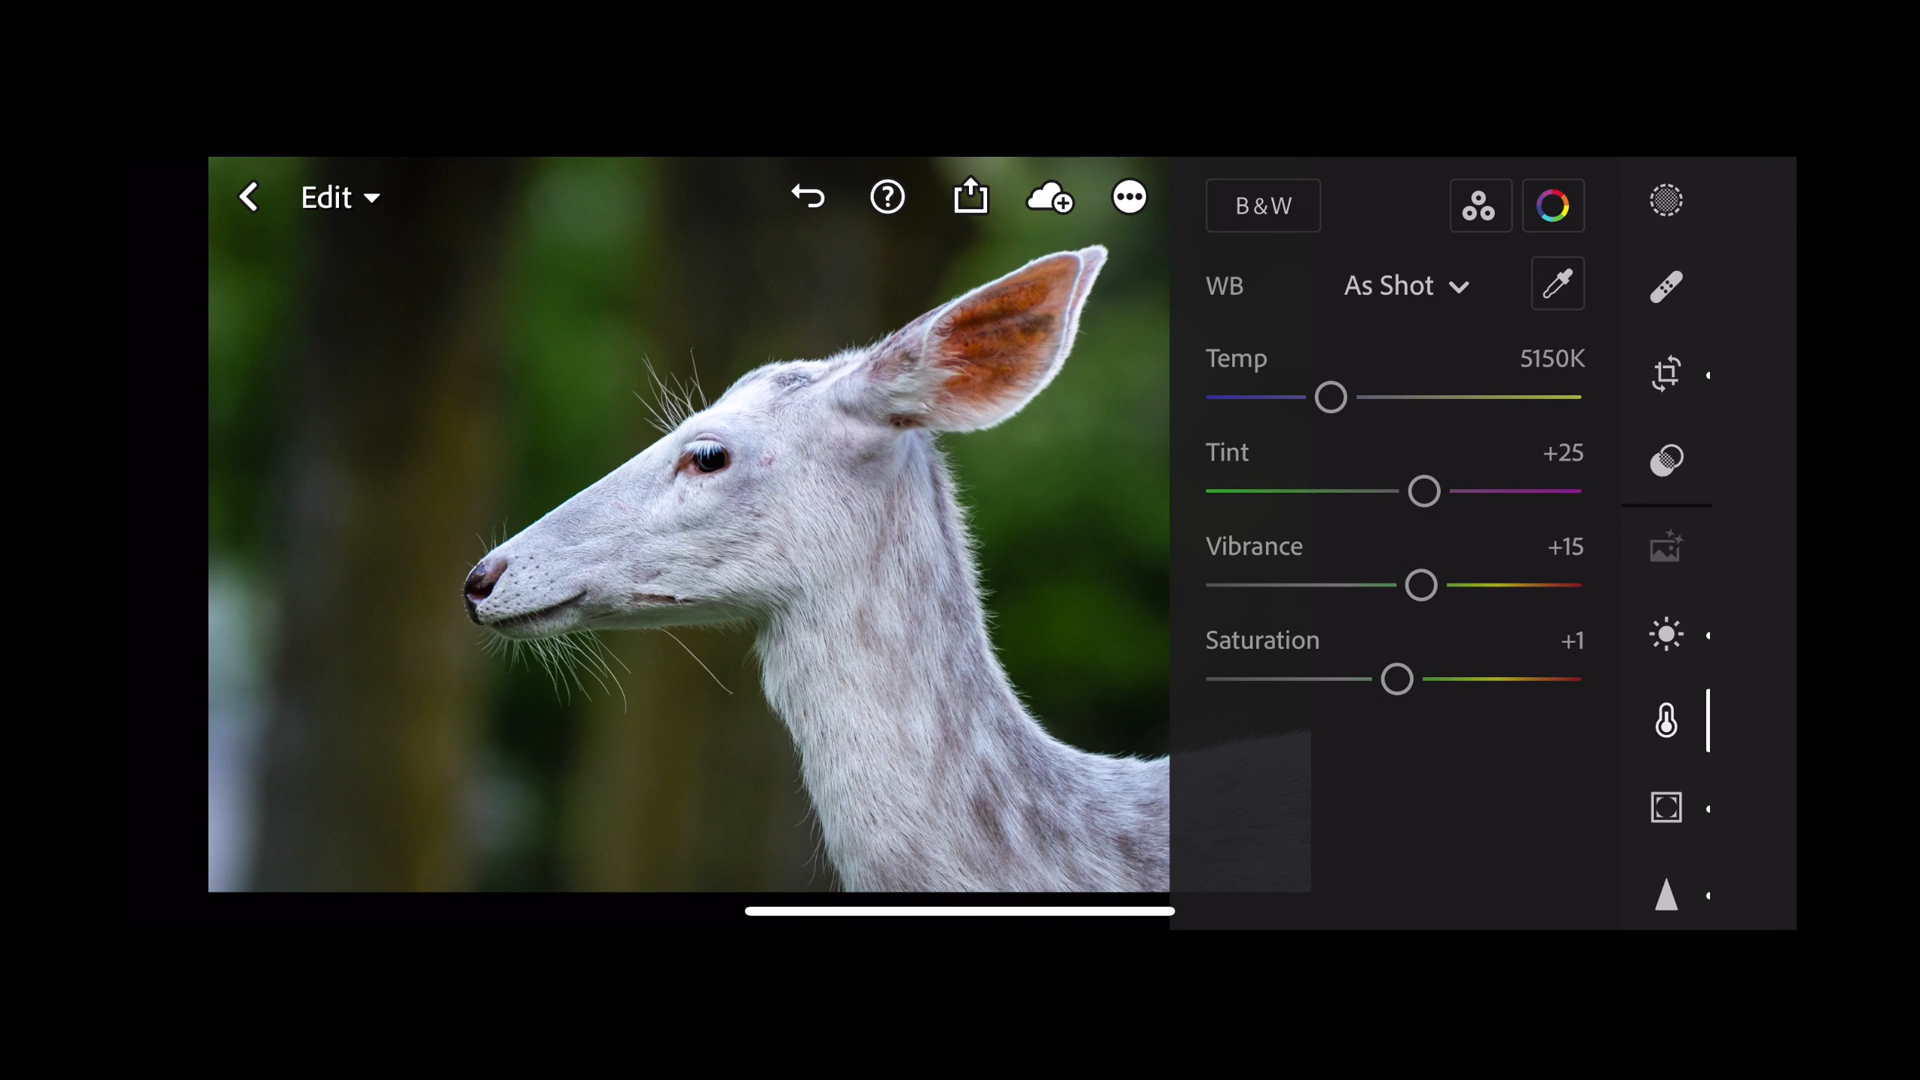 Edit
B&W
WB As Shot
Temp 5150K
Tint +25
Vibrance +15
Saturation +1